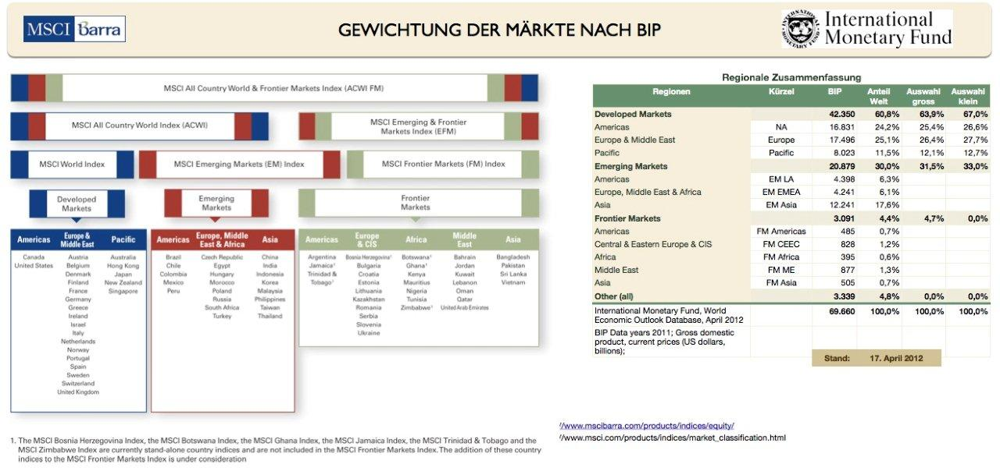 MSCI Barra
GEWICHTUNG DER MÄRKTE NACH BIP
INTERNATIONAL MONETARY FUND
International
Monetary Fund
MSCI All Country World & Frontier Markets Index (ACWI FM)
MSCI All Country World Index (ACWI)
MSCI Emerging & Frontier
Markets Index (EFM)
MSCI World Index
MSCI Emerging Markets (EM) Index
MSCI Frontier Markets (FM) Index
Developed
Markets
Emerging
Markets
Frontier
Markets
Americas
Canada
United States
Europe &
Middle East
Austria
Belgium
Denmark
Finland
France
Germany
Greece
Ireland
Israel
Italy
Netherlands
Norway
Portugal
Spain
Sweden
Switzerland
United Kingdom
Pacific
Australia
Hong Kong
Japan
New Zealand
Singapore
Americas
Brazil
Chile
Colombia
Mexico
Peru
Europe, Middle
East & Africa
Czech Republic
Egypt
Hungary
Morocco
Poland
Russia
South Africa
Turkey
Asia
China
India
Indonesia
Korea
Malaysia
Philippines
Taiwan
Thailand
Americas
Argentina
Jamaica¹
Trinidad &
Tobago¹
Europe
& CIS
Bosnia Herzegovina¹
Bulgaria
Croatia
Estonia
Lithuania
Kazakhstan
Romania
Serbia
Slovenia
Ukraine
Africa
Botswana¹
Ghana¹
Kenya
Mauritius
Nigeria
Tunisia
Zimbabwe¹
Middle
East
Bahrain
Jordan
Kuwait
Lebanon
Oman
Qatar
United Arab Emirates
Asia
Bangladesh
Pakistan
Sri Lanka
Vietnam
1. The MSCI Bosnia Herzegovina Index, the MSCI Botswana Index, the MSCI Ghana Index, the MSCI Jamaica Index, the MSCI Trinidad & Tobago and the
MSCI Zimbabwe Index are currently stand-alone country indices and are not included in the MSCI Frontier Markets Index. The addition of these country
indices to the MSCI Frontier Markets Index is under consideration
Regionale Zusammenfassung
Regionen Kürzel BIP Anteil Welt Auswahl gross Auswahl klein
Developed Markets 42.350 60,8% 63,9% 67,0%
Americas NA 16.831 24,2% 25,4% 26,6%
Europe & Middle East Europe 17.496 25,1% 26,4% 27,7%
Pacific Pacific 8.023 11,5% 12,1% 12,7%
Emerging Markets 20.879 30,0% 31,5% 33,0%
Americas EM LA 4.398 6,3%
Europe, Middle East & Africa EM EMEA 4.241 6,1%
Asia EM Asia 12.241 17,6%
Frontier Markets 3.091 4,4% 4,7% 0,0%
Americas FM Americas 485 0,7%
Central & Eastern Europe & CIS FM CEEC 828 1,2%
Africa FM Africa 395 0,6%
Middle East FM ME 877 1,3%
Asia FM Asia 505 0,7%
Other (all) 3.339 4,8% 0,0% 0,0%
International Monetary Fund, World 69.660 100,0% 100,0% 100,0%
Economic Outlook Database, April 2012
BIP Data years 2011; Gross domestic
product, current prices (US dollars,
billions);
Stand: 17. April 2012
//www.mscibarra.com/products/indices/equity/
//www.msci.com/products/indices/market_classification.html